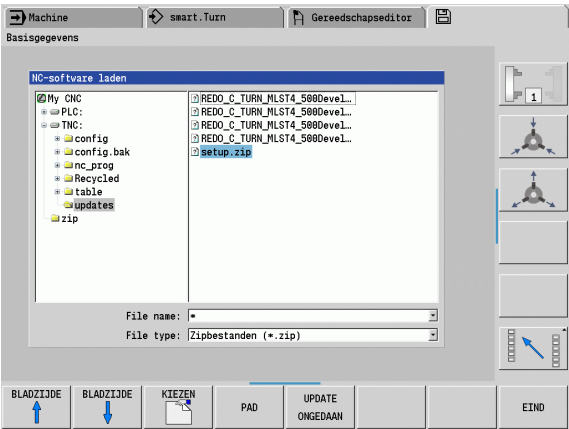 Machine
smart.Turn
Gereedschapseditor
Basisgegevens
NC-software laden
My CNC
PLC:
TNC:
config
config.bak
nc_prog
Recycled
table
updates
zip
REDO_C_TURN_MLST4_500Devel…
REDO_C_TURN_MLST4_500Devel…
REDO_C_TURN_MLST4_500Devel…
REDO_C_TURN_MLST4_500Devel…
setup.zip
File name: *
File type: Zipbestanden (*.zip)
1
BLADZIJDE
BLADZIJDE
KIEZEN
PAD
UPDATE
ONGEDAAN
EIND